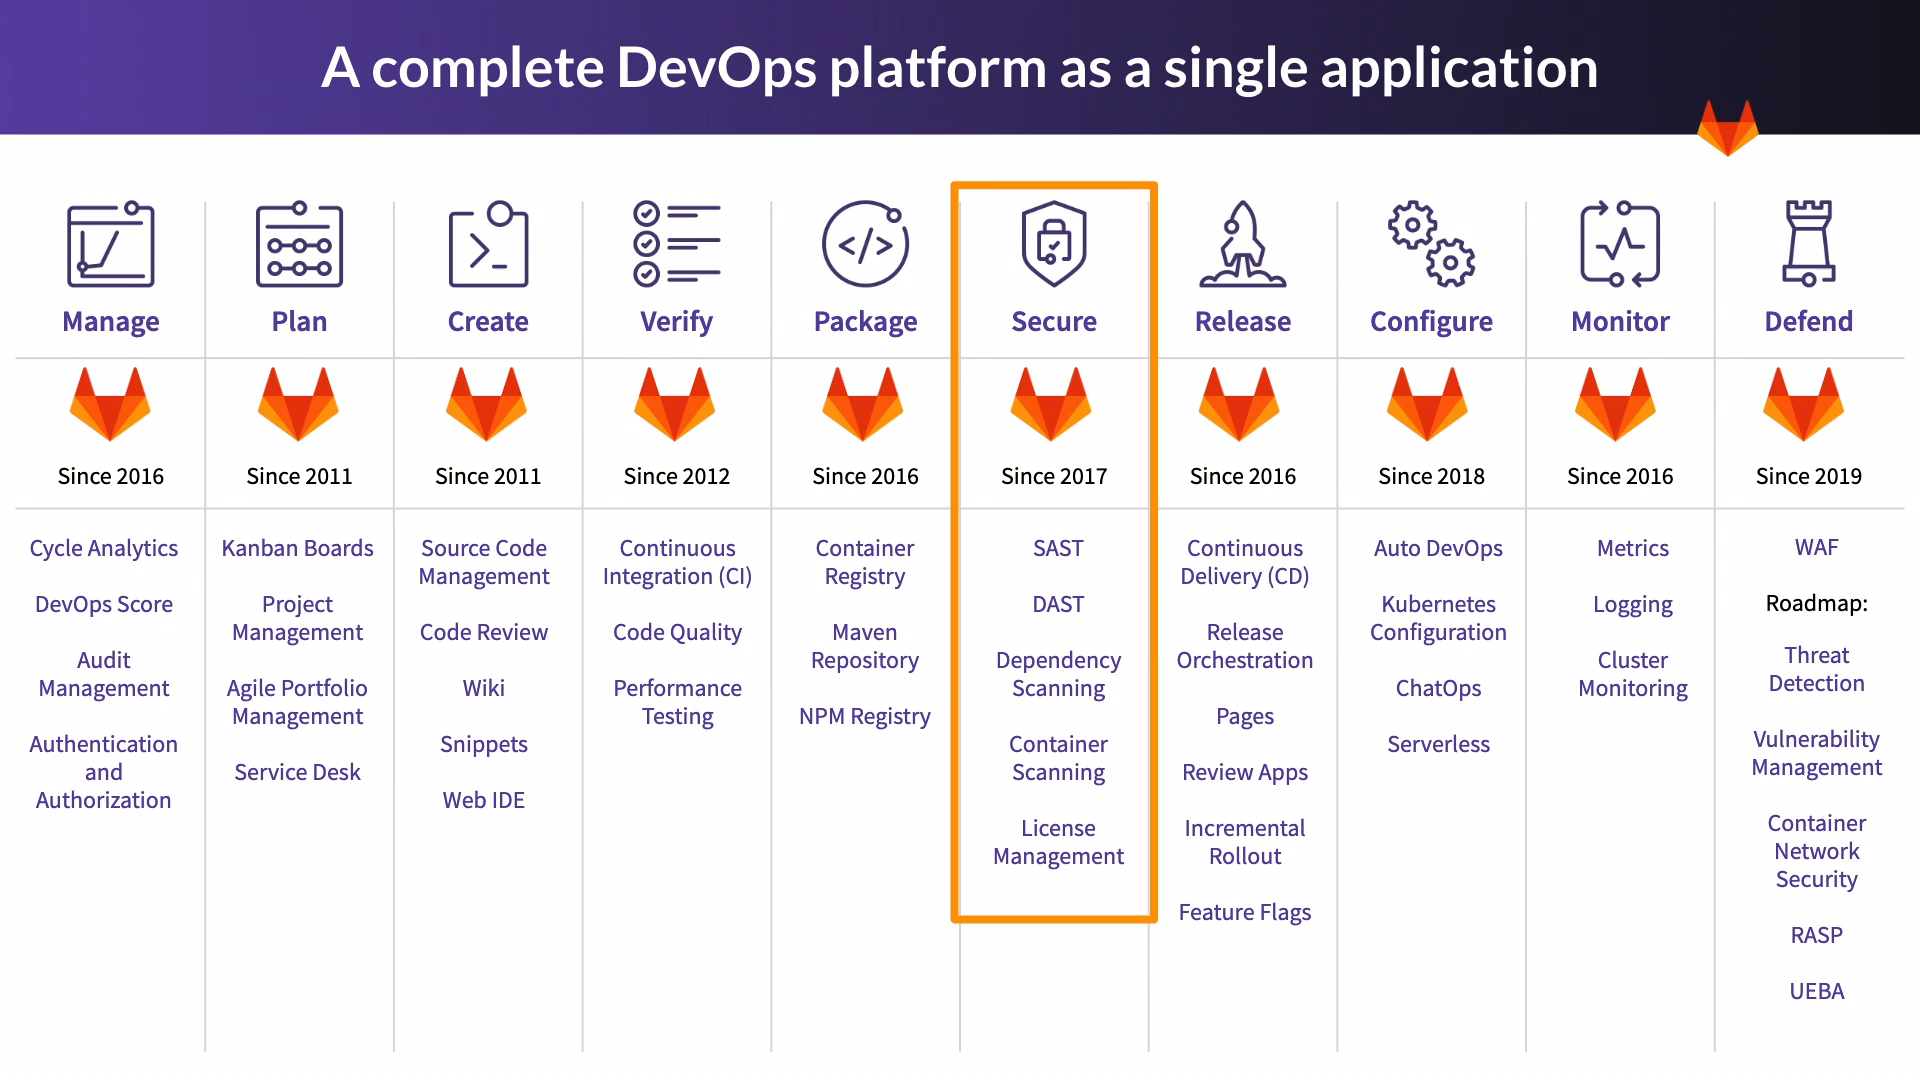 A complete DevOps platform as a single application
Manage
Plan
Create
Verify
Package
Secure
Release
Configure
Monitor
Defend
Since 2016
Since 2011
Since 2011
Since 2012
Since 2016
Since 2017
Since 2016
Since 2018
Since 2016
Since 2019
Cycle Analytics
DevOps Score
Audit
Management
Authentication
and
Authorization
Kanban Boards
Project
Management
Agile Portfolio
Management
Service Desk
Source Code
Management
Code Review
Wiki
Snippets
Web IDE
Continuous
Integration (CI)
Code Quality
Performance
Testing
Container
Registry
Maven
Repository
NPM Registry
SAST
DAST
Dependency
Scanning
Container
Scanning
License
Management
Continuous
Delivery (CD)
Release
Orchestration
Pages
Review Apps
Incremental
Rollout
Feature Flags
Auto DevOps
Kubernetes
Configuration
ChatOps
Serverless
Metrics
Logging
Cluster
Monitoring
WAF
Roadmap:
Threat
Detection
Vulnerability
Management
Container
Network
Security
RASP
UEBA